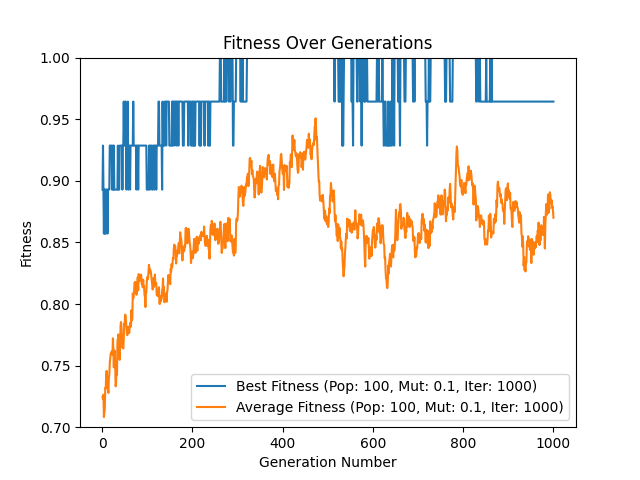 Fitness Over Generations
1.00
0.95
0.90
0.85
0.80
0.75
0.70
Fitness
Best Fitness (Pop: 100, Mut: 0.1, Iter: 1000)
Average Fitness (Pop: 100, Mut: 0.1, Iter: 1000)
0 200 400 600 800 1000
Generation Number